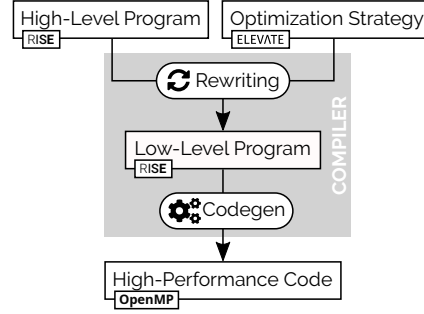 High-Level Program
RISE
Optimization Strategy
ELEVATE
Rewriting
COMPILER
Low-Level Program
RISE
Codegen
High-Performance Code
OpenMP